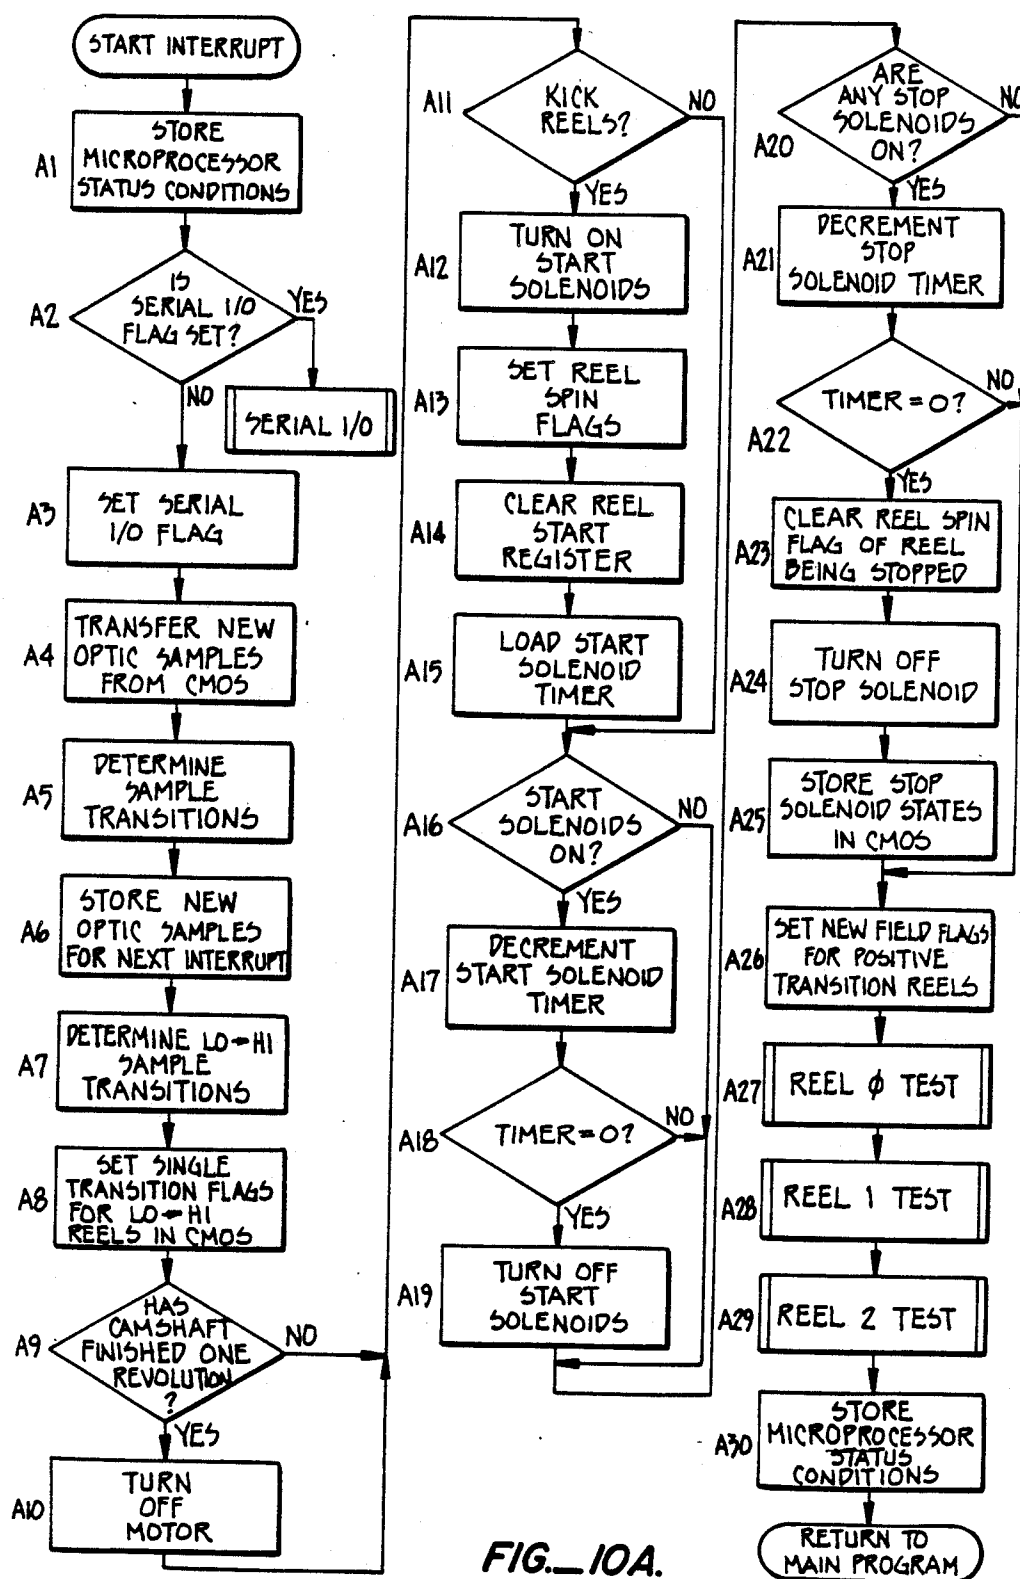 START INTERRUPT
A1
STORE
MICROPROCESSOR
STATUS CONDITIONS
A2
IS
SERIAL I/O
FLAG SET?
YES
NO
SERIAL I/O
A3
SET SERIAL
I/O FLAG
A4
TRANSFER NEW
OPTIC SAMPLES
FROM CMOS
A5
DETERMINE
SAMPLE
TRANSITIONS
A6
STORE NEW
OPTIC SAMPLES
FOR NEXT INTERRUPT
A7
DETERMINE LO→HI
SAMPLE
TRANSITIONS
A8
SET SINGLE
TRANSITION FLAGS
FOR LO→HI
REELS IN CMOS
A9
HAS
CAMSHAFT
FINISHED ONE
REVOLUTION
?
NO
YES
A10
TURN
OFF
MOTOR
A11
KICK
REELS?
NO
YES
A12
TURN ON
START
SOLENOIDS
A13
SET REEL
SPIN
FLAGS
A14
CLEAR REEL
START
REGISTER
A15
LOAD START
SOLENOID
TIMER
A16
START
SOLENOIDS
ON?
NO
YES
A17
DECREMENT
START SOLENOID
TIMER
A18
TIMER=0?
NO
YES
A19
TURN OFF
START
SOLENOIDS
A20
ARE
ANY STOP
SOLENOIDS
ON?
NO
YES
A21
DECREMENT
STOP
SOLENOID TIMER
A22
TIMER=0?
NO
YES
A23
CLEAR REEL SPIN
FLAG OF REEL
BEING STOPPED
A24
TURN OFF
STOP SOLENOID
A25
STORE STOP
SOLENOID STATES
IN CMOS
A26
SET NEW FIELD FLAGS
FOR POSITIVE
TRANSITION REELS
A27
REEL ϕ TEST
A28
REEL 1 TEST
A29
REEL 2 TEST
A30
STORE
MICROPROCESSOR
STATUS
CONDITIONS
RETURN TO
MAIN PROGRAM
FIG._10A.